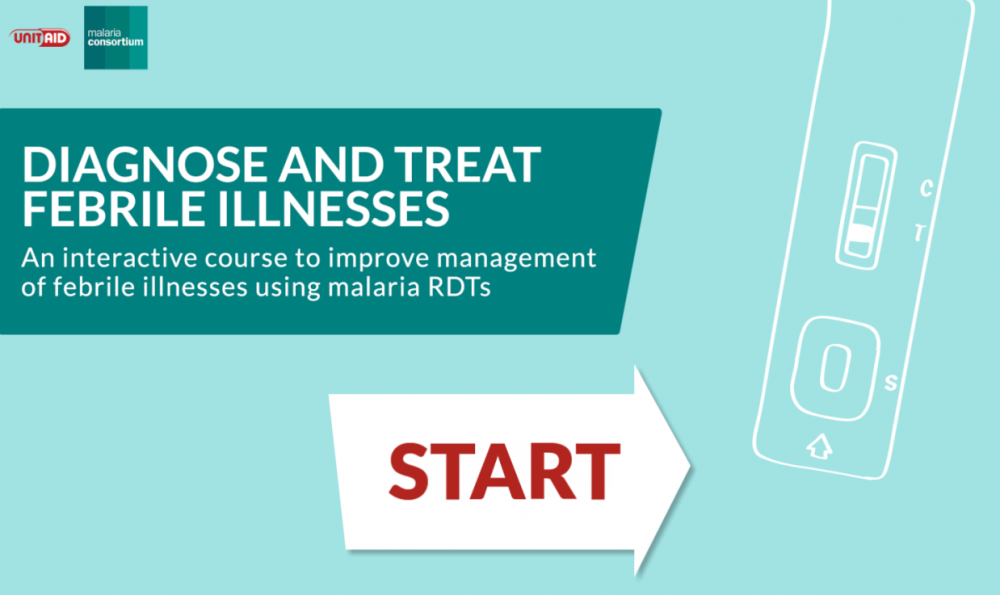 UNITAID
malaria
consortium
DIAGNOSE AND TREAT
FEBRILE ILLNESSES
An interactive course to improve management
of febrile illnesses using malaria RDTs
START
C
T
S